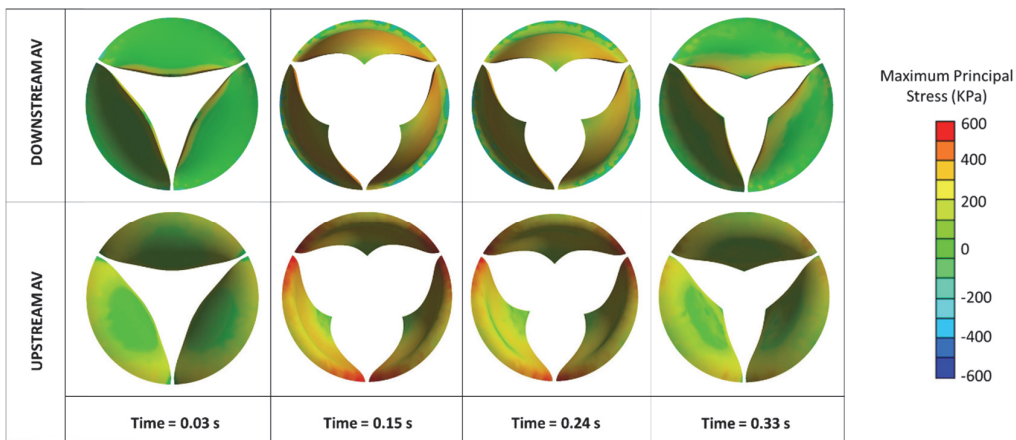 DOWNSTREAM AV
UPSTREAM AV
Time = 0.03 s
Time = 0.15 s
Time = 0.24 s
Time = 0.33 s
Maximum Principal
Stress (KPa)
600
400
200
0
-200
-400
-600